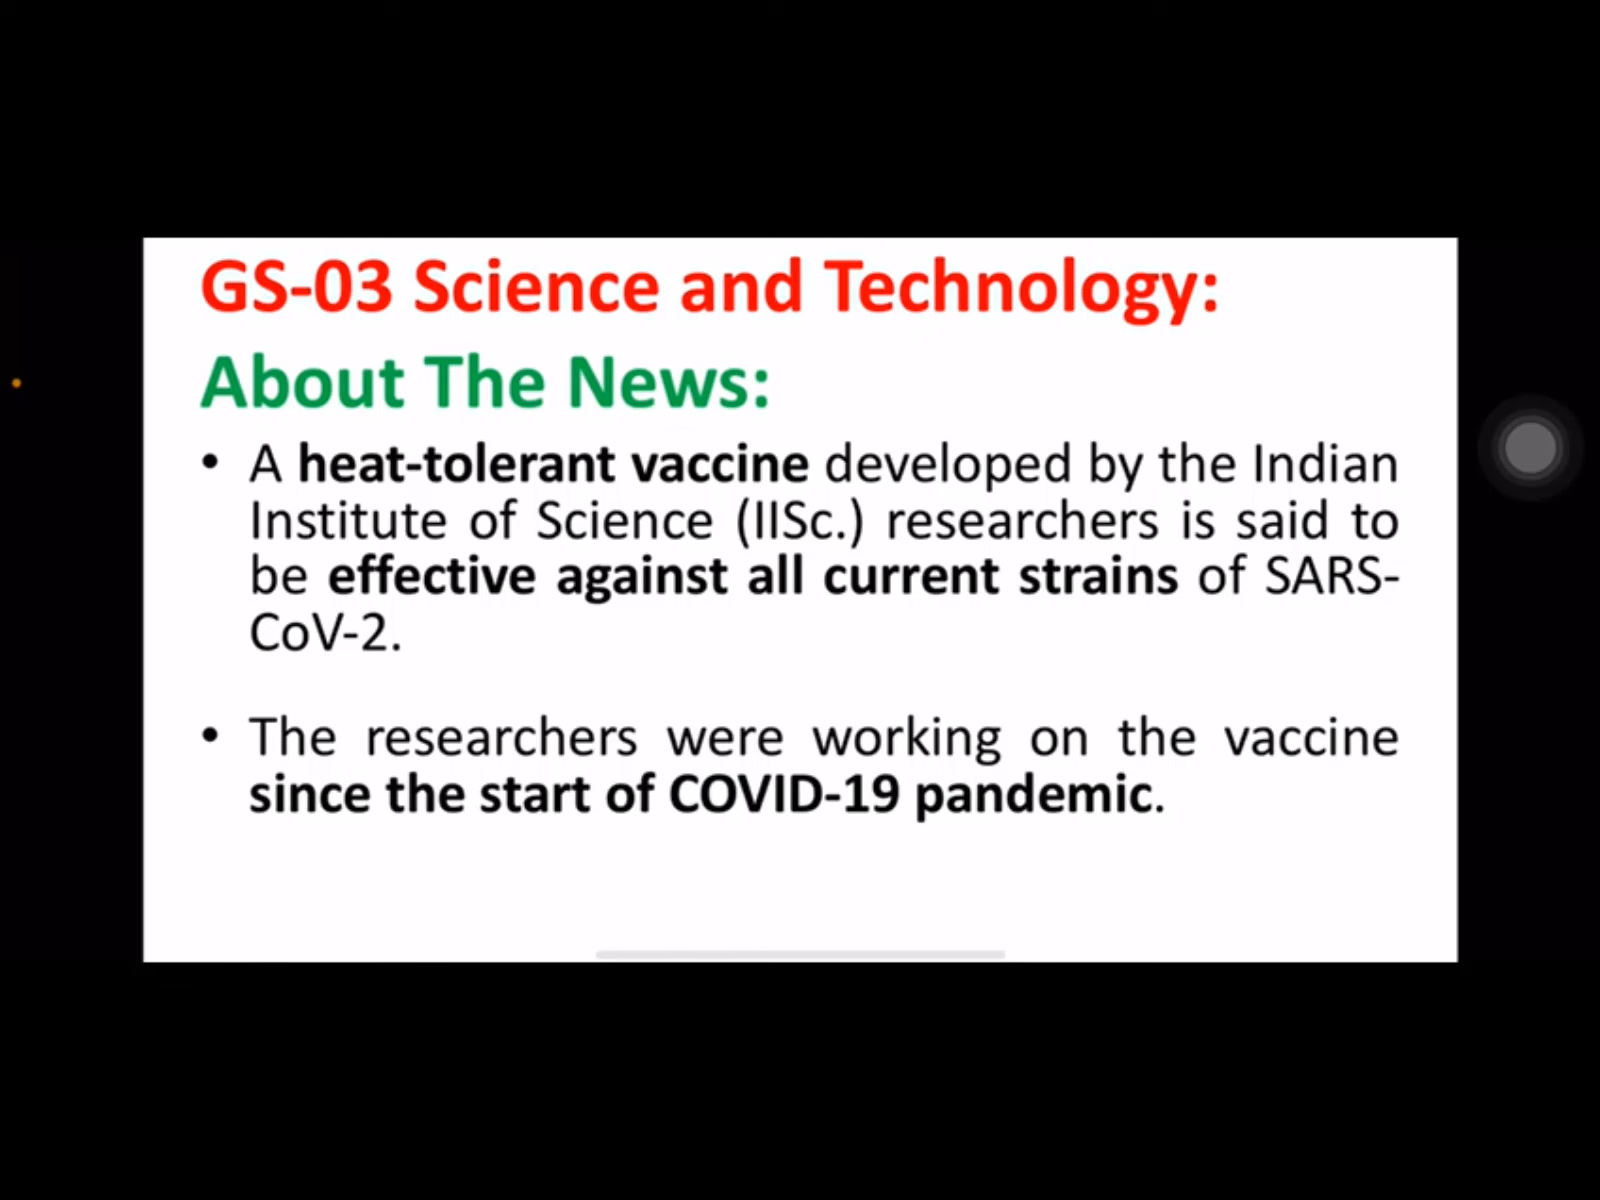 GS-03 Science and Technology:
About The News:
• A heat-tolerant vaccine developed by the Indian
Institute of Science (IISc.) researchers is said to
be effective against all current strains of SARS-
CoV-2.
• The researchers were working on the vaccine
since the start of COVID-19 pandemic.